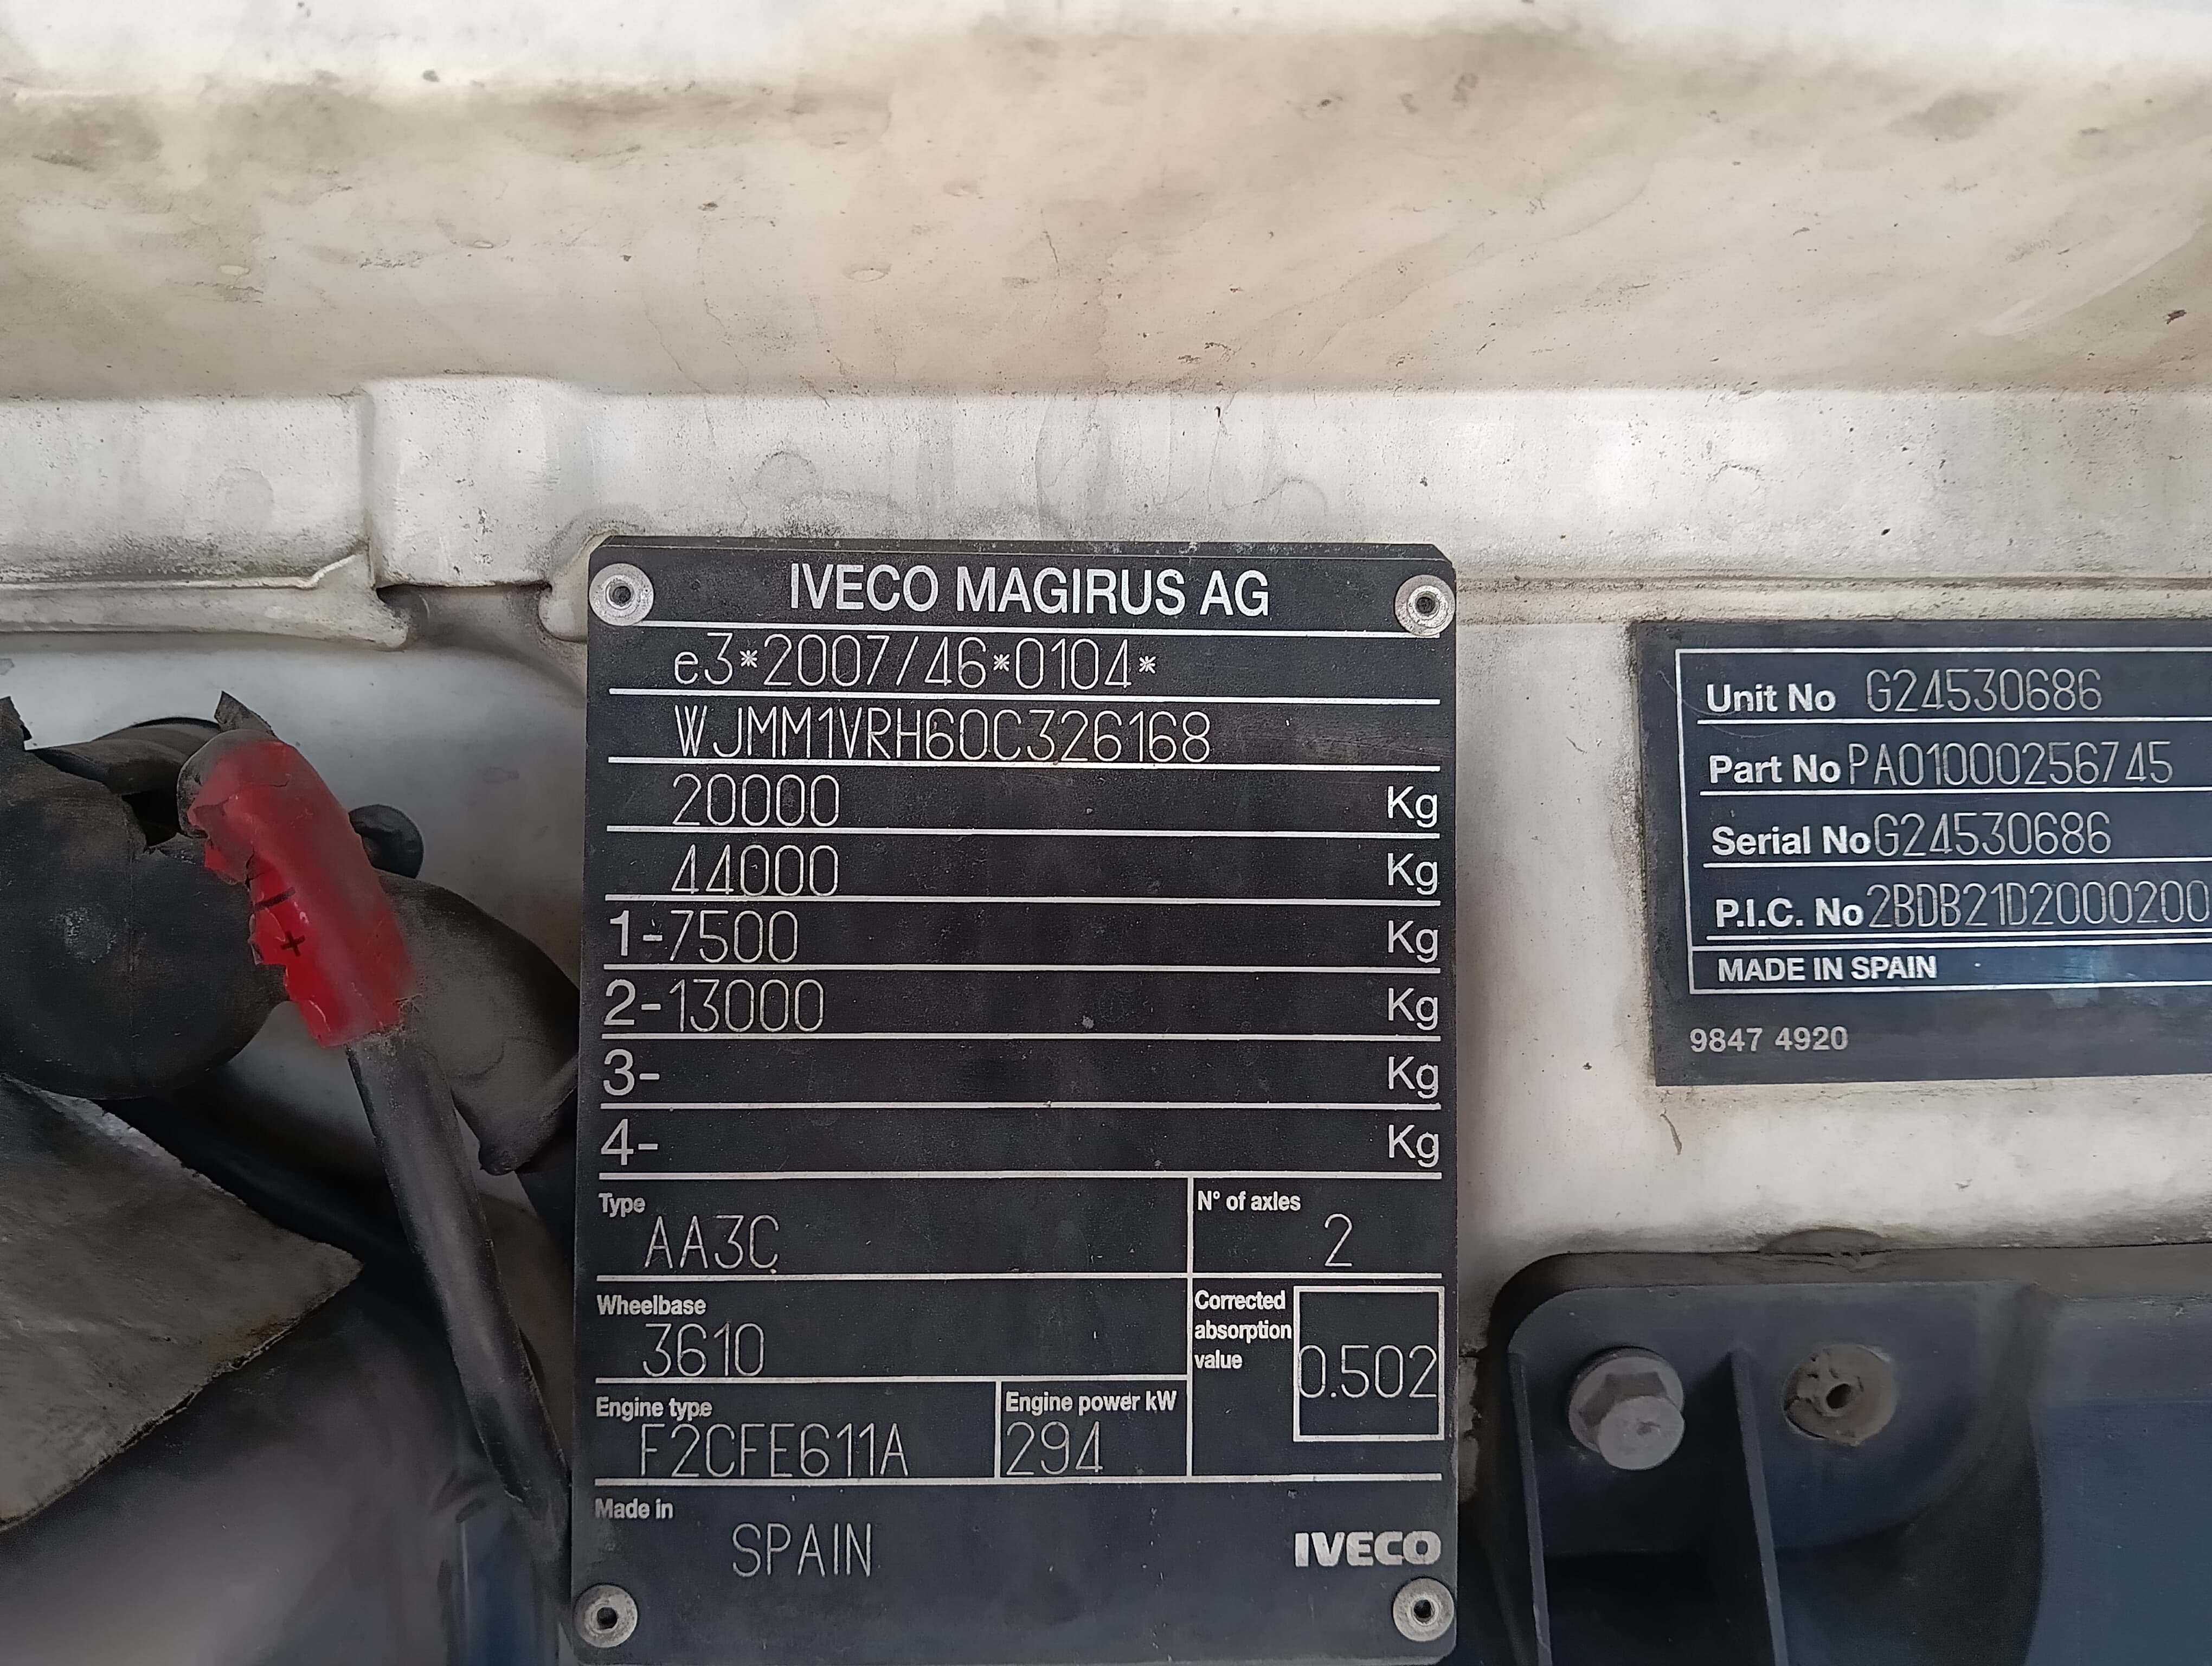 IVECO MAGIRUS AG
e3*2007/46*0104*
WJMM1VRH60C326168
20000 Kg
44000 Kg
1-7500 Kg
2-13000 Kg
3- Kg
4- Kg
Type
AA3C
N° of axles
2
Wheelbase
3610
Corrected
absorption
value
0.502
Engine type
F2CFE611A
Engine power kW
294
Made in
SPAIN
IVECO
Unit No G24530686
Part No PA01000256745
Serial No G24530686
P.I.C. No 2BDB21D2000200
MADE IN SPAIN
9847 4920
+